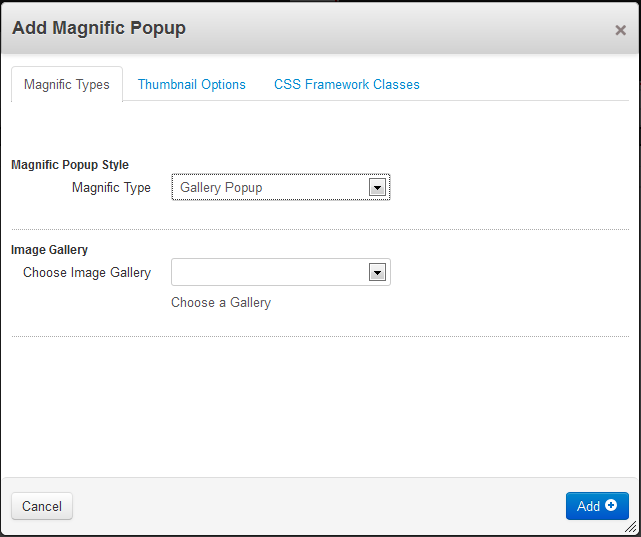 Add Magnific Popup ×
Magnific Types Thumbnail Options CSS Framework Classes
Magnific Popup Style
Magnific Type Gallery Popup
Image Gallery
Choose Image Gallery
Choose a Gallery
Cancel Add